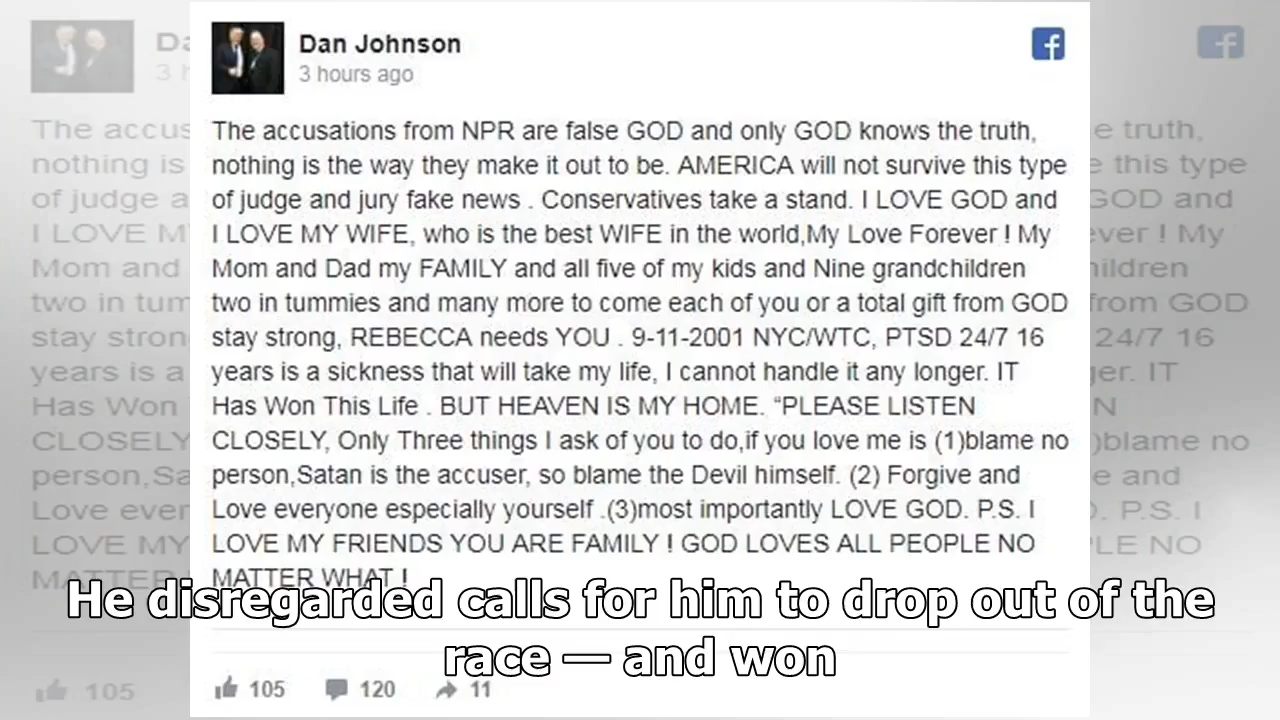 Dan Johnson
3 hours ago
The accusations from NPR are false GOD and only GOD knows the truth,
nothing is the way they make it out to be. AMERICA will not survive this type
of judge and jury fake news . Conservatives take a stand. I LOVE GOD and
I LOVE MY WIFE, who is the best WIFE in the world,My Love Forever ! My
Mom and Dad my FAMILY and all five of my kids and Nine grandchildren
two in tummies and many more to come each of you or a total gift from GOD
stay strong, REBECCA needs YOU . 9-11-2001 NYC/WTC, PTSD 24/7 16
years is a sickness that will take my life, I cannot handle it any longer. IT
Has Won This Life . BUT HEAVEN IS MY HOME. “PLEASE LISTEN
CLOSELY, Only Three things I ask of you to do,if you love me is (1)blame no
person,Satan is the accuser, so blame the Devil himself. (2) Forgive and
Love everyone especially yourself .(3)most importantly LOVE GOD. P.S. I
LOVE MY FRIENDS YOU ARE FAMILY ! GOD LOVES ALL PEOPLE NO
MATTER WHAT !
He disregarded calls for him to drop out of the
race — and won
105 120 11